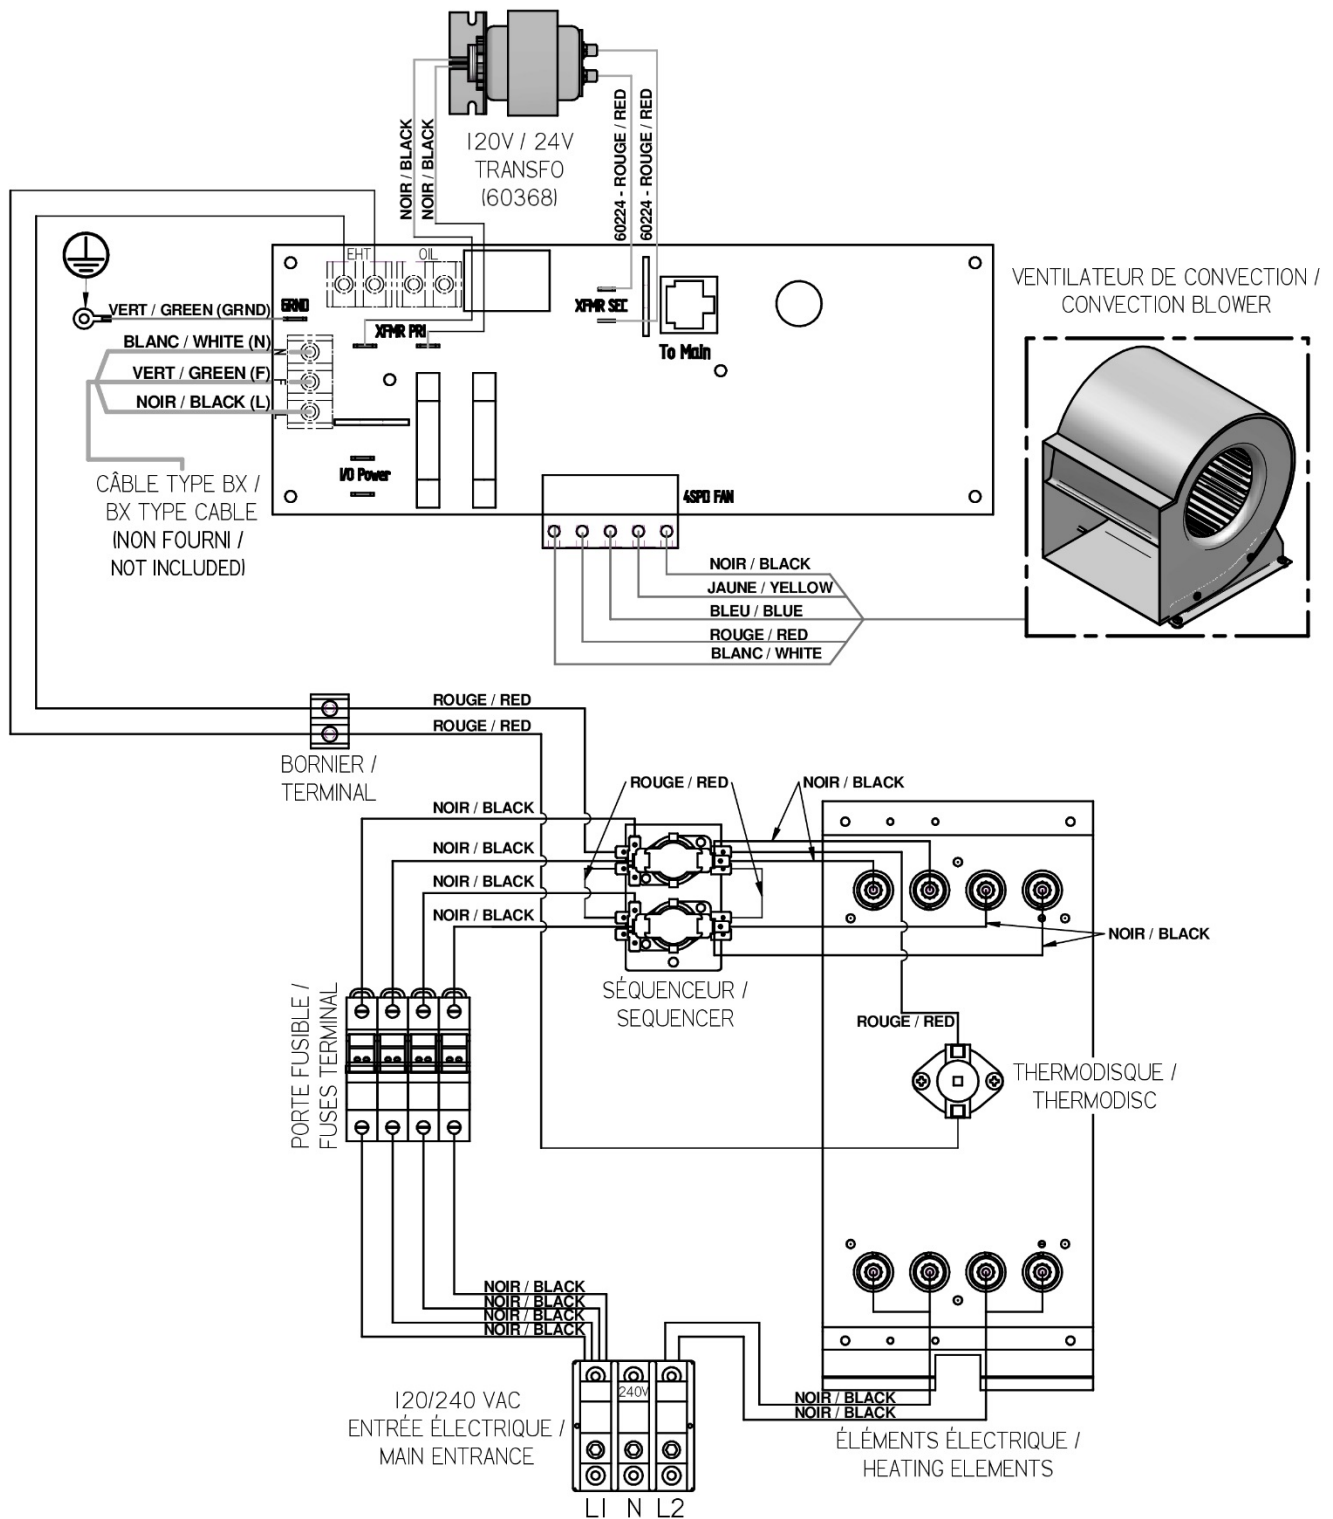 NOIR / BLACK
NOIR / BLACK
120V / 24V
TRANSFO
(60368)
60224 - ROUGE / RED
60224 - ROUGE / RED
EHT
OIL
VERT / GREEN (GRND)
GRND
XFMR PRI
XFMR SEC
To Main
BLANC / WHITE (N)
N
VERT / GREEN (F)
F
NOIR / BLACK (L)
L
I/O Power
4SPD FAN
CÂBLE TYPE BX /
BX TYPE CABLE
(NON FOURNI /
NOT INCLUDED)
VENTILATEUR DE CONVECTION /
CONVECTION BLOWER
NOIR / BLACK
JAUNE / YELLOW
BLEU / BLUE
ROUGE / RED
BLANC / WHITE
ROUGE / RED
ROUGE / RED
BORNIER /
TERMINAL
ROUGE / RED
NOIR / BLACK
NOIR / BLACK
NOIR / BLACK
NOIR / BLACK
NOIR / BLACK
NOIR / BLACK
SÉQUENCEUR /
SEQUENCER
PORTE FUSIBLE /
FUSES TERMINAL
ROUGE / RED
THERMODISQUE /
THERMODISC
NOIR / BLACK
NOIR / BLACK
NOIR / BLACK
NOIR / BLACK
240V
120/240 VAC
ENTRÉE ÉLECTRIQUE /
MAIN ENTRANCE
NOIR / BLACK
NOIR / BLACK
ÉLÉMENTS ÉLECTRIQUE /
HEATING ELEMENTS
L1 N L2